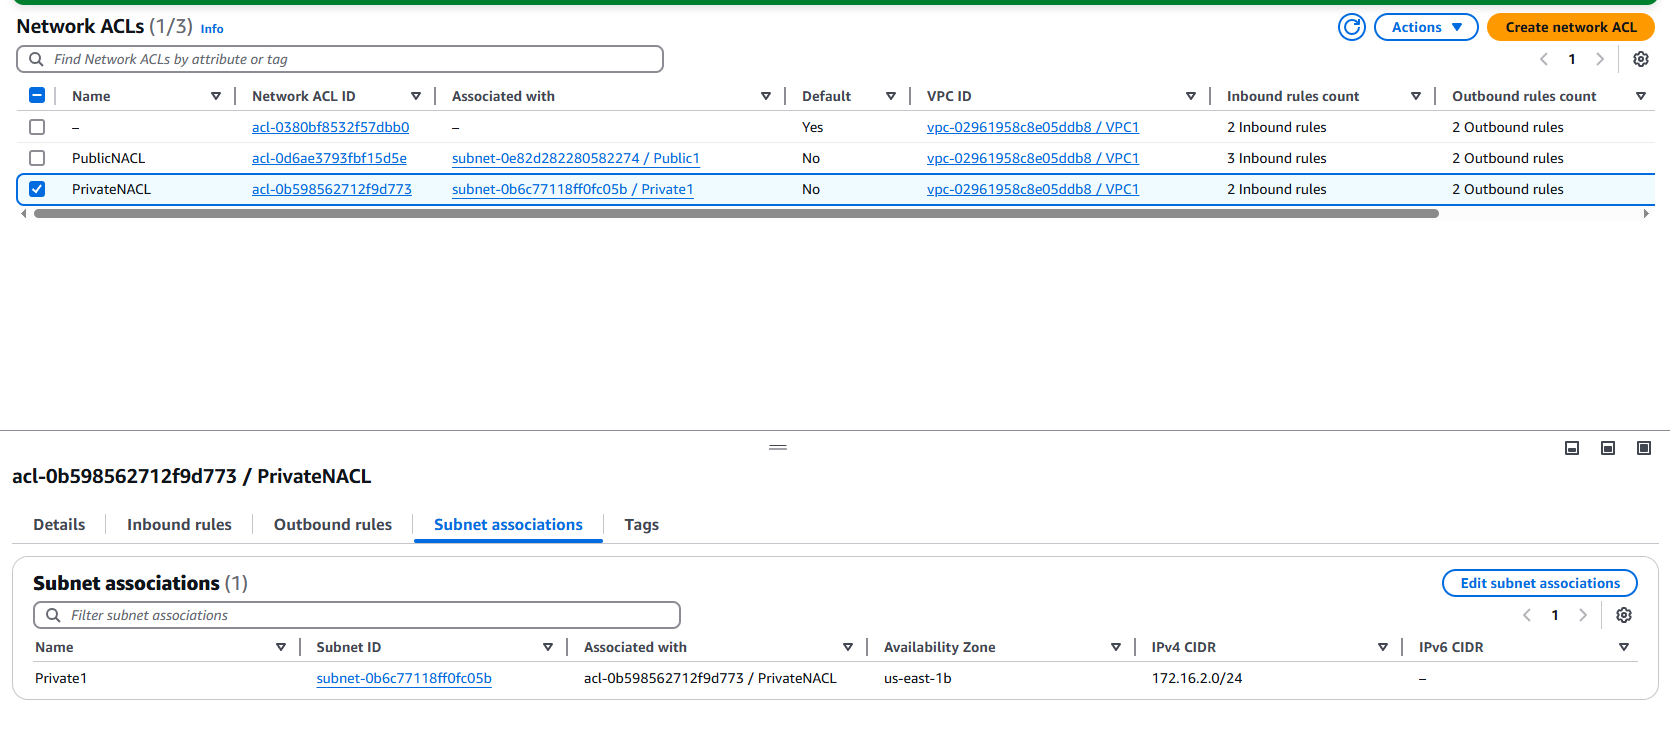 Network ACLs (1/3) Info
Actions
Create network ACL
Find Network ACLs by attribute or tag
1
Name Network ACL ID Associated with Default VPC ID Inbound rules count Outbound rules count
– acl-0380bf8532f57dbb0 – Yes vpc-02961958c8e05ddb8 / VPC1 2 Inbound rules 2 Outbound rules
PublicNACL acl-0d6ae3793fbf15d5e subnet-0e82d282280582274 / Public1 No vpc-02961958c8e05ddb8 / VPC1 3 Inbound rules 2 Outbound rules
PrivateNACL acl-0b598562712f9d773 subnet-0b6c77118ff0fc05b / Private1 No vpc-02961958c8e05ddb8 / VPC1 2 Inbound rules 2 Outbound rules
acl-0b598562712f9d773 / PrivateNACL
Details Inbound rules Outbound rules Subnet associations Tags
Subnet associations (1)
Edit subnet associations
Filter subnet associations
1
Name Subnet ID Associated with Availability Zone IPv4 CIDR IPv6 CIDR
Private1 subnet-0b6c77118ff0fc05b acl-0b598562712f9d773 / PrivateNACL us-east-1b 172.16.2.0/24 –